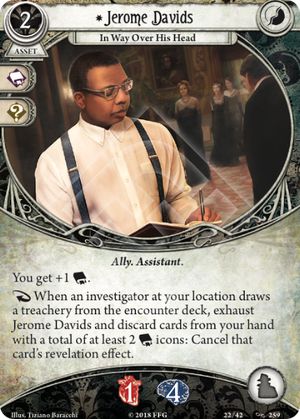 2
* Jerome Davids
In Way Over His Head
ASSET
?
Ally. Assistant.
You get +1 .
When an investigator at your location draws
a treachery from the encounter deck, exhaust
Jerome Davids and discard cards from your hand
with a total of at least 2 icons: Cancel that
card's revelation effect.
1
4
Illus. Tiziano Baracchi
© 2018 FFG
22/42
259